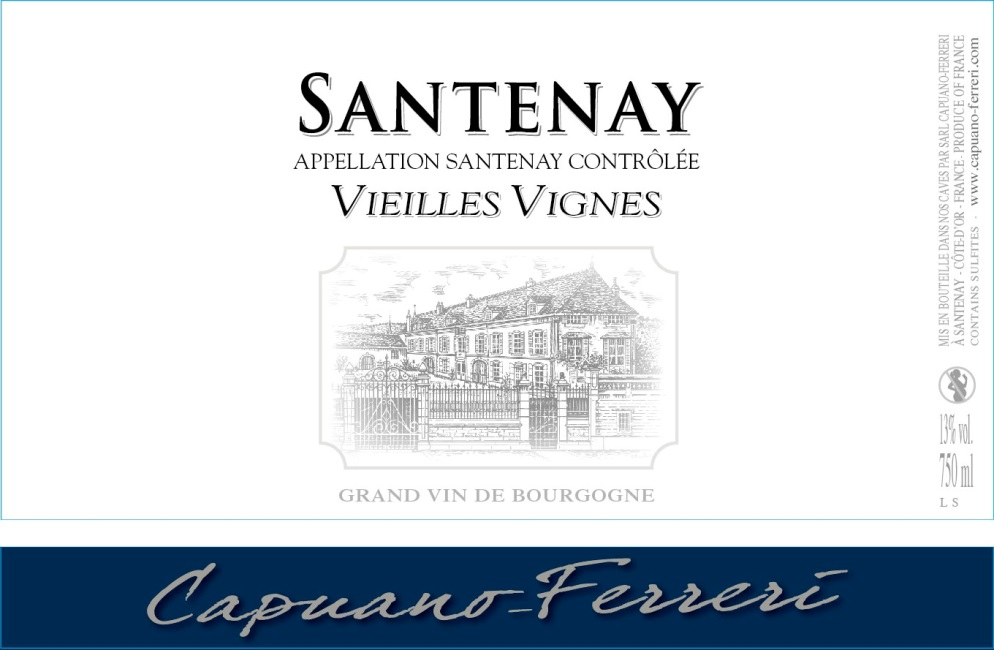 SANTENAY
APPELLATION SANTENAY CONTRÔLÉE
VIEILLES VIGNES
GRAND VIN DE BOURGOGNE
Capuano-Ferreri
MIS EN BOUTEILLE DANS NOS CAVES PAR SARL CAPUANO-FERRERI
À SANTENAY - CÔTE-D'OR - FRANCE - PRODUCE OF FRANCE
CONTAINS SULFITES - www.capuano-ferreri.com
13% vol.
750 ml
L S